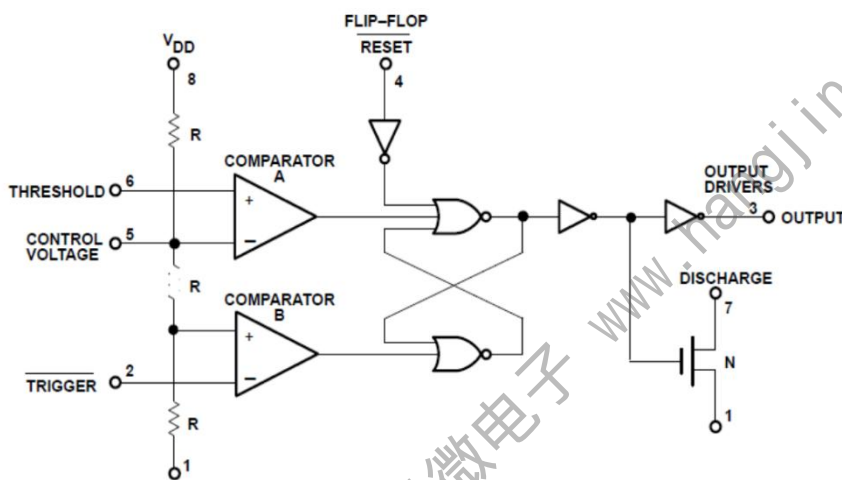 FLIP–FLOP
RESET
4
VDD
8
R
COMPARATOR
A
THRESHOLD
6
+
CONTROL
VOLTAGE
5
−
OUTPUT
DRIVERS
3
OUTPUT
R
COMPARATOR
B
+
DISCHARGE
7
TRIGGER
2
−
N
R
1
1
微电子 www.hangjin